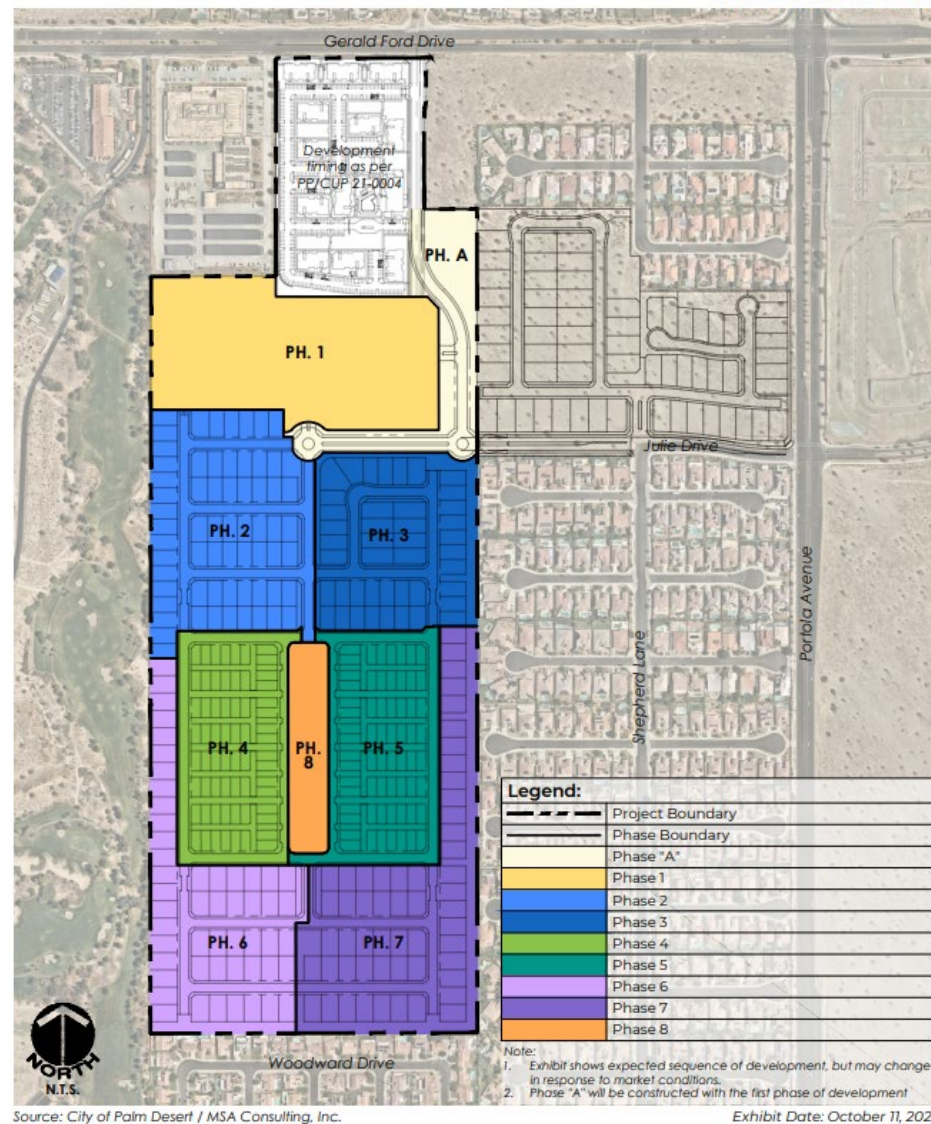 Gerald Ford Drive
Development
timing as per
PP/CUP 21-0004
PH. A
PH. 1
Julie Drive
PH. 2
PH. 3
Portola Avenue
Shepherd Lane
PH. 4
PH.
8
PH. 5
PH. 6
PH. 7
Legend:
Project Boundary
Phase Boundary
Phase "A"
Phase 1
Phase 2
Phase 3
Phase 4
Phase 5
Phase 6
Phase 7
Phase 8
NORTH
N.T.S.
Woodward Drive
Note:
1. Exhibit shows expected sequence of development, but may change
in response to market conditions.
2. Phase "A" will be constructed with the first phase of development
Source: City of Palm Desert / MSA Consulting, Inc.
Exhibit Date: October 11, 202